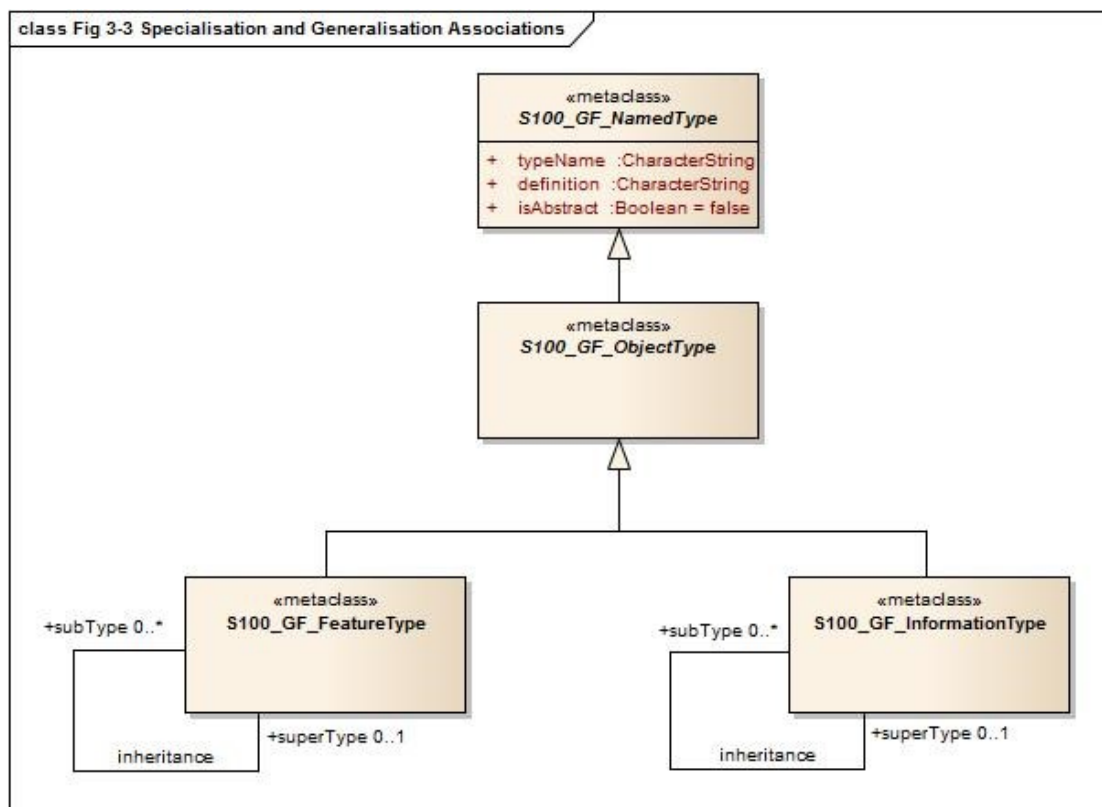 class Fig 3-3 Specialisation and Generalisation Associations
«metaclass»
S100_GF_NamedType
+ typeName :CharacterString
+ definition :CharacterString
+ isAbstract :Boolean = false
«metaclass»
S100_GF_ObjectType
«metaclass»
S100_GF_FeatureType
+subType 0..*
+superType 0..1
inheritance
«metaclass»
S100_GF_InformationType
+subType 0..*
+superType 0..1
inheritance